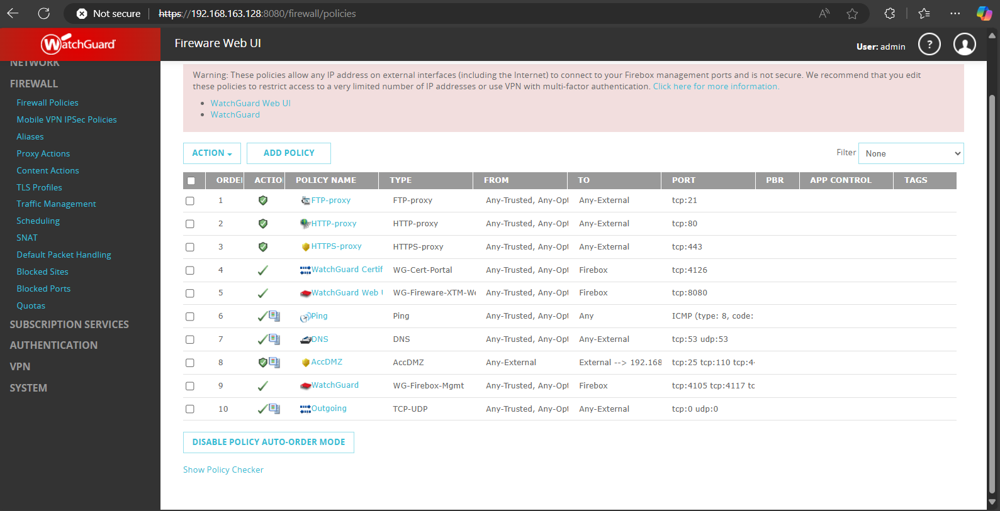 Not secure https://192.168.163.128:8080/firewall/policies
WatchGuard
Fireware Web UI
User: admin
?
NETWORK
FIREWALL
Firewall Policies
Mobile VPN IPSec Policies
Aliases
Proxy Actions
Content Actions
TLS Profiles
Traffic Management
Scheduling
SNAT
Default Packet Handling
Blocked Sites
Blocked Ports
Quotas
SUBSCRIPTION SERVICES
AUTHENTICATION
VPN
SYSTEM
Warning: These policies allow any IP address on external interfaces (including the Internet) to connect to your Firebox management ports and is not secure. We recommend that you edit
these policies to restrict access to a very limited number of IP addresses or use VPN with multi-factor authentication. Click here for more information.
WatchGuard Web UI
WatchGuard
ACTION ADD POLICY Filter None
ORDE ACTIO POLICY NAME TYPE FROM TO PORT PBR APP CONTROL TAGS
1 FTP-proxy FTP-proxy Any-Trusted, Any-Opt Any-External tcp:21
2 HTTP-proxy HTTP-proxy Any-Trusted, Any-Opt Any-External tcp:80
3 HTTPS-proxy HTTPS-proxy Any-Trusted, Any-Opt Any-External tcp:443
4 WatchGuard Certif WG-Cert-Portal Any-Trusted, Any-Opt Firebox tcp:4126
5 WatchGuard Web WG-Fireware-XTM-We Any-Trusted, Any-Opt Firebox tcp:8080
6 Ping Ping Any-Trusted, Any-Opt Any ICMP (type: 8, code:
7 DNS DNS Any-Trusted, Any-Opt Any-External tcp:53 udp:53
8 AccDMZ AccDMZ Any-External External --> 192.168 tcp:25 tcp:110 tcp:4
9 WatchGuard WG-Firebox-Mgmt Any-Trusted, Any-Opt Firebox tcp:4105 tcp:4117 tc
10 Outgoing TCP-UDP Any-Trusted, Any-Opt Any-External tcp:0 udp:0
DISABLE POLICY AUTO-ORDER MODE
Show Policy Checker